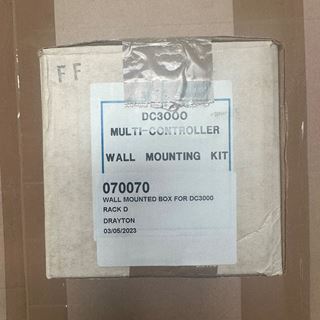 FF
DC3000
MULTI-CONTROLLER
WALL MOUNTING KIT
070070
WALL MOUNTED BOX FOR DC3000
RACK D
DRAYTON
03/05/2023